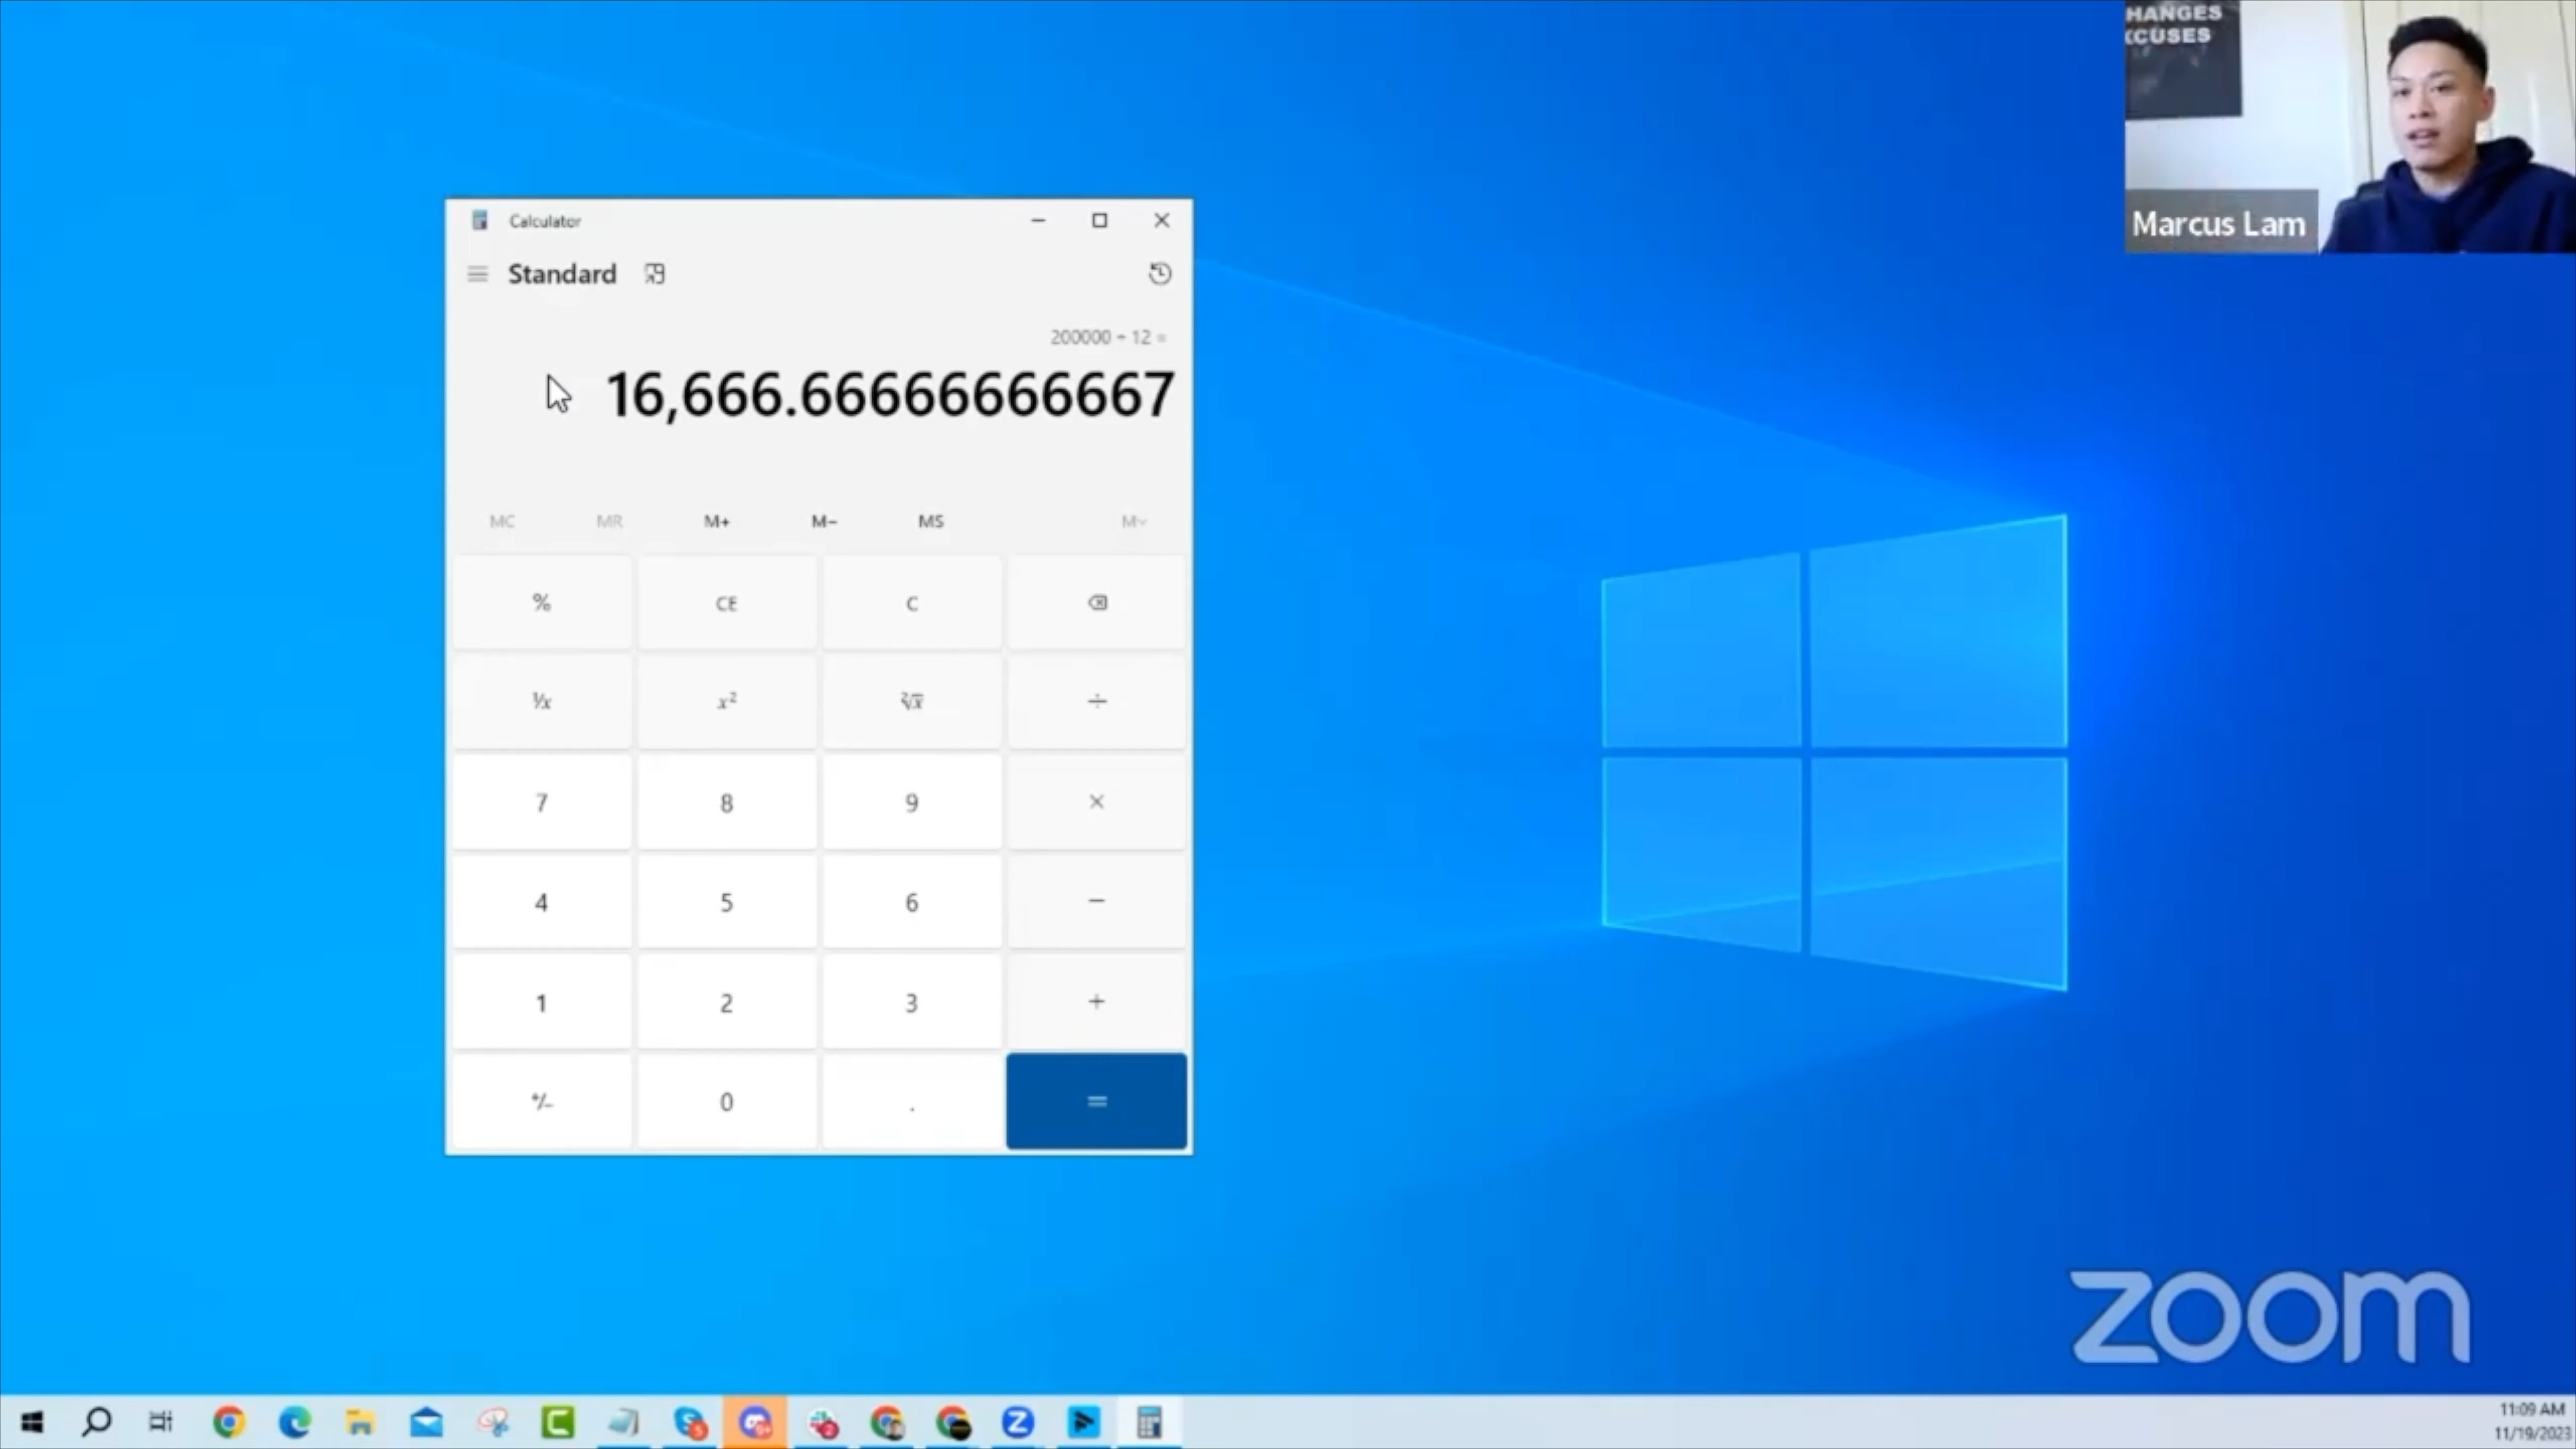 HANGES
XCUSES
Marcus Lam
Calculator
Standard
200000 ÷ 12 =
16,666.66666666667
MC MR M+ M- MS M˅
% CE C
¹/x x² ²√x ÷
7 8 9 ×
4 5 6 −
1 2 3 +
+/- 0 . =
zoom
11:09 AM
11/19/2023